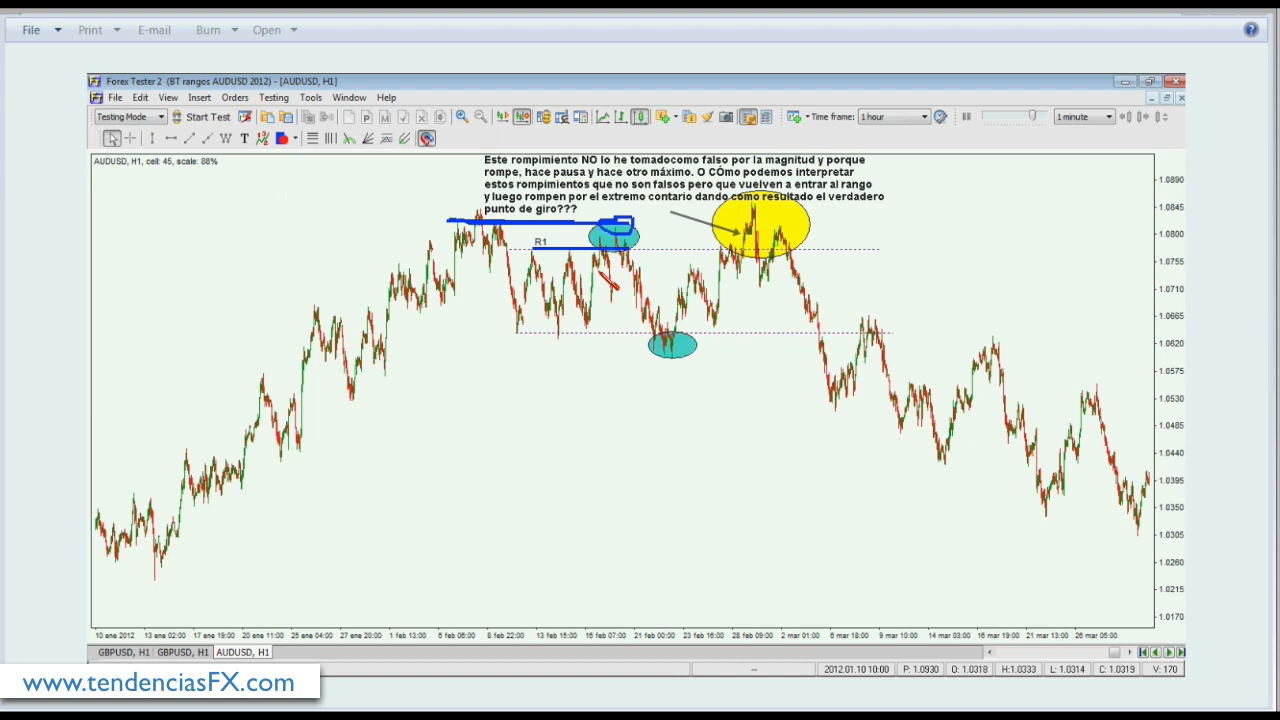 File Print E-mail Burn Open
Forex Tester 2 (BT rangos AUDUSD 2012) - [AUDUSD, H1]
File Edit View Insert Orders Testing Tools Window Help
Testing Mode Start Test Time frame: 1 hour 1 minute
AUDUSD, H1, cell: 45, scale: 88%
Este rompimiento NO lo he tomadocomo falso por la magnitud y porque
rompe, hace pausa y hace otro máximo. O CÓmo podemos interpretar
estos rompimientos que no son falsos pero que vuelven a entrar al rango
y luego rompen por el extremo contario dando como resultado el verdadero
punto de giro???
R1
1.0890
1.0845
1.0800
1.0755
1.0710
1.0665
1.0620
1.0575
1.0530
1.0485
1.0440
1.0395
1.0350
1.0305
1.0260
1.0215
1.0170
10 ene 2012 13 ene 02:00 17 ene 19:00 20 ene 11:00 25 ene 04:00 27 ene 20:00 1 feb 13:00 6 feb 06:00 8 feb 22:00 13 feb 15:00 16 feb 07:00 21 feb 00:00 23 feb 16:00 28 feb 09:00 2 mar 01:00 6 mar 18:00 9 mar 10:00 14 mar 03:00 16 mar 19:00 21 mar 13:00 26 mar 05:00
GBPUSD, H1 GBPUSD, H1 AUDUSD, H1
-- 2012.01.10 10:00 P: 1.0930 O: 1.0318 H: 1.0333 L: 1.0314 C: 1.0319 V: 170
www.tendenciasFX.com